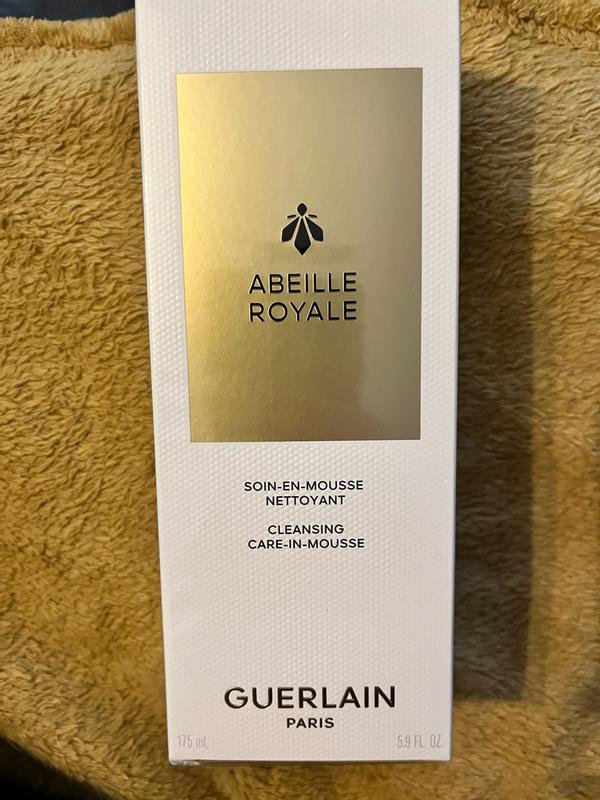 ABEILLE
ROYALE
SOIN-EN-MOUSSE
NETTOYANT
CLEANSING
CARE-IN-MOUSSE
GUERLAIN
PARIS
175 mL 5.9 FL. OZ.